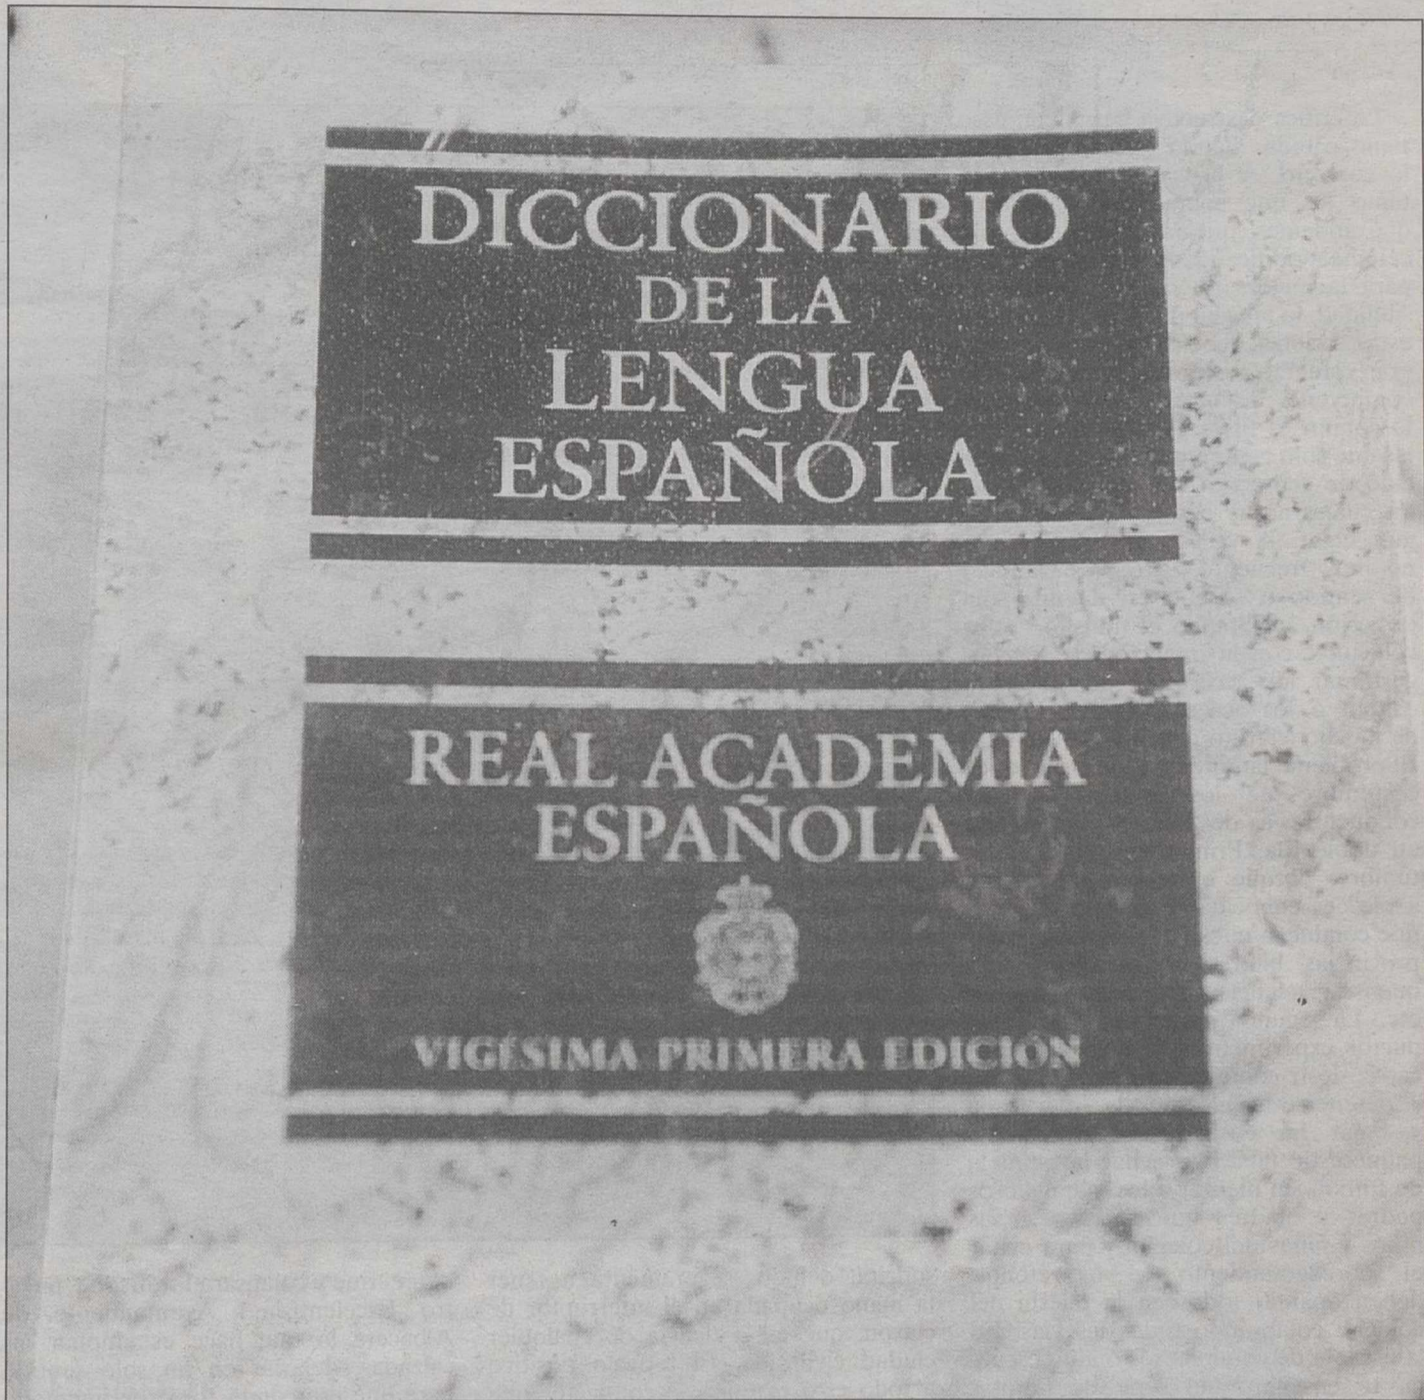 DICCIONARIO
DE LA
LENGUA
ESPAÑOLA
REAL ACADEMIA
ESPAÑOLA
VIGÉSIMA PRIMERA EDICIÓN